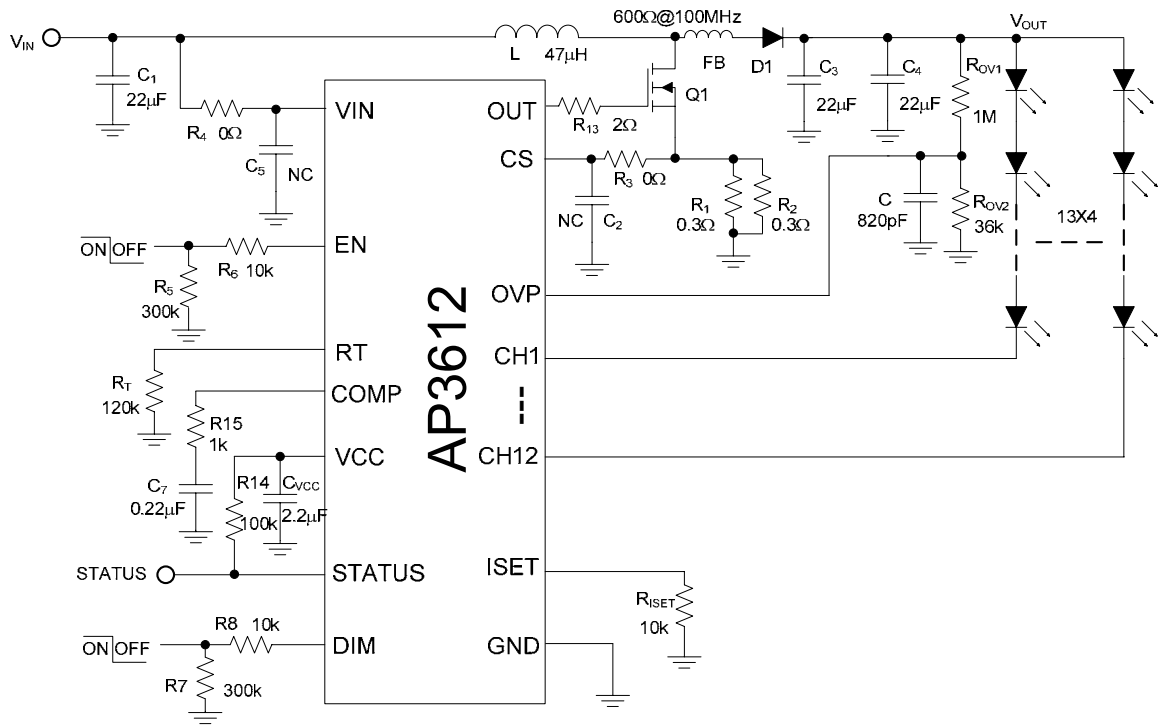 600Ω@100MHz
V_IN
V_OUT
L 47μH
FB
D1
C1
22μF
C3
22μF
C4
22μF
R_OV1
1M
VIN
OUT
Q1
R13 2Ω
R4 0Ω
C5 NC
CS
R3 0Ω
NC C2
R1
0.3Ω
R2
0.3Ω
C
820pF
R_OV2
36k
13X4
ON OFF
R6 10k
EN
R5
300k
OVP
RT
CH1
R_T
120k
COMP
R15
1k
AP3612
VCC
CH12
C7
0.22μF
R14
100k
C_VCC
2.2μF
STATUS
STATUS
ISET
R_ISET
10k
R8 10k
ON OFF
DIM
GND
R7
300k